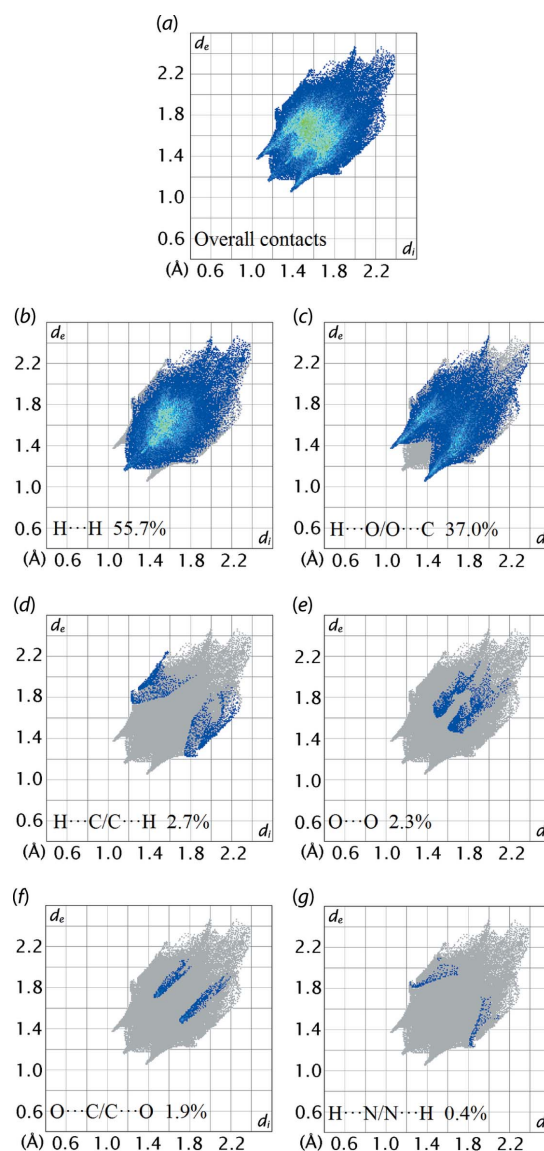 (a)
de
2.2
1.8
1.4
1.0
0.6
Overall contacts
di
(Å) 0.6 1.0 1.4 1.8 2.2
(b)
de
2.2
1.8
1.4
1.0
0.6
H···H 55.7%
di
(Å) 0.6 1.0 1.4 1.8 2.2
(c)
de
2.2
1.8
1.4
1.0
0.6
H···O/O···C 37.0%
d
(Å) 0.6 1.0 1.4 1.8 2.2
(d)
de
2.2
1.8
1.4
1.0
0.6
H···C/C···H 2.7%
di
(Å) 0.6 1.0 1.4 1.8 2.2
(e)
de
2.2
1.8
1.4
1.0
0.6
O···O 2.3%
d
(Å) 0.6 1.0 1.4 1.8 2.2
(f)
de
2.2
1.8
1.4
1.0
0.6
O···C/C···O 1.9%
di
(Å) 0.6 1.0 1.4 1.8 2.2
(g)
de
2.2
1.8
1.4
1.0
0.6
H···N/N···H 0.4%
d
(Å) 0.6 1.0 1.4 1.8 2.2